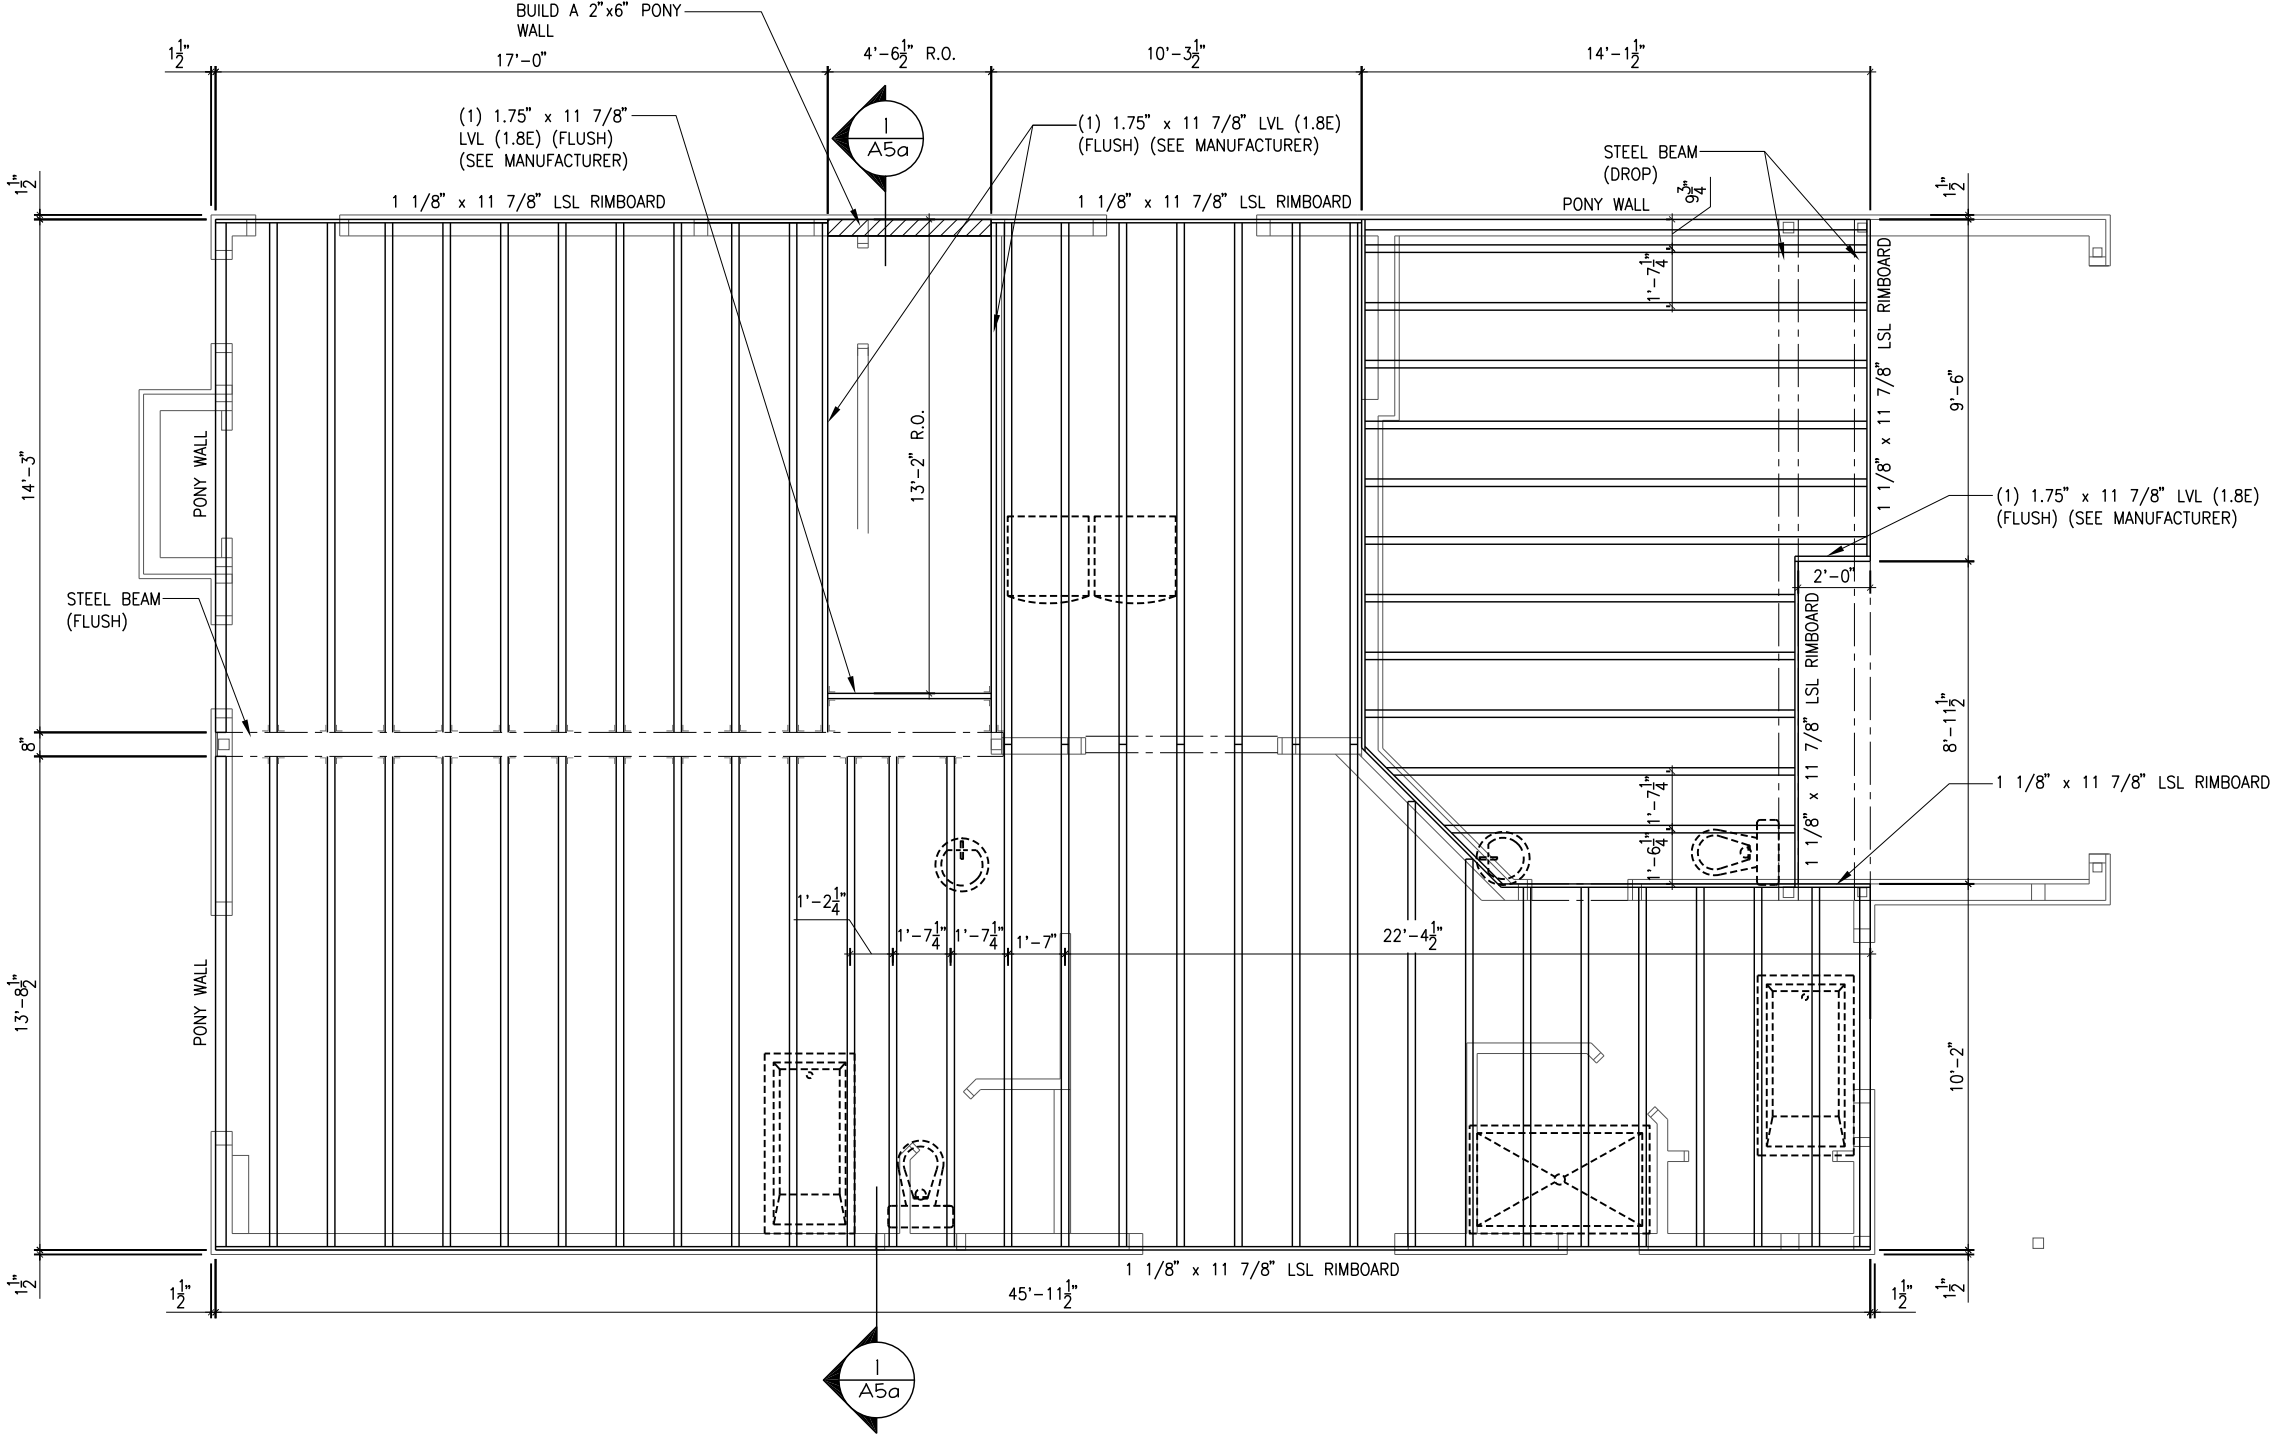 BUILD A 2"x6" PONY
WALL
1 1/2"
17'-0"
4'-6 1/2" R.O.
10'-3 1/2"
14'-1 1/2"
(1) 1.75" x 11 7/8"
LVL (1.8E) (FLUSH)
(SEE MANUFACTURER)
1
A5a
(1) 1.75" x 11 7/8" LVL (1.8E)
(FLUSH) (SEE MANUFACTURER)
STEEL BEAM
(DROP)
1 1/2"
1 1/8" x 11 7/8" LSL RIMBOARD
1 1/8" x 11 7/8" LSL RIMBOARD
PONY WALL
9 3/4"
1 1/2"
1'-7 1/4"
1 1/8" x 11 7/8" LSL RIMBOARD
9'-6"
14'-3"
PONY WALL
13'-2" R.O.
(1) 1.75" x 11 7/8" LVL (1.8E)
(FLUSH) (SEE MANUFACTURER)
2'-0"
STEEL BEAM
(FLUSH)
1 1/8" x 11 7/8" LSL RIMBOARD
8'-11 1/2"
8"
1 1/8" x 11 7/8" LSL RIMBOARD
1'-7 1/4"
1'-6 1/4"
1'-2 1/4"
1'-7 1/4"
1'-7 1/4"
1'-7"
22'-4 1/2"
13'-8 1/2"
PONY WALL
10'-2"
1 1/8" x 11 7/8" LSL RIMBOARD
1 1/2"
1 1/2"
45'-11 1/2"
1 1/2"
1 1/2"
1
A5a